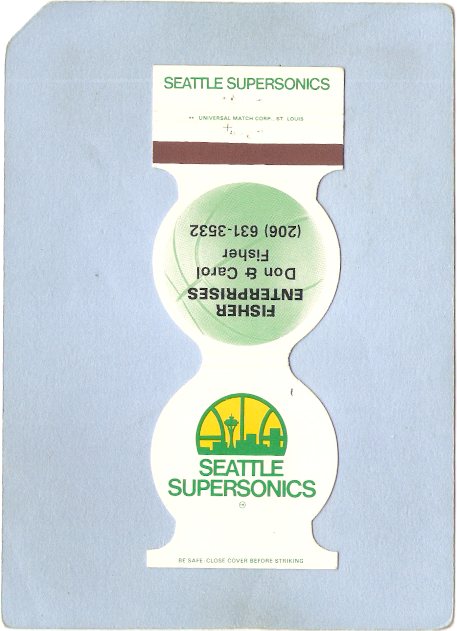 SEATTLE SUPERSONICS
UNIVERSAL MATCH CORP. ST. LOUIS
FISHER
ENTERPRISES
Don & Carol
Fisher
(206) 631-3532
SEATTLE
SUPERSONICS
BE SAFE-CLOSE COVER BEFORE STRIKING